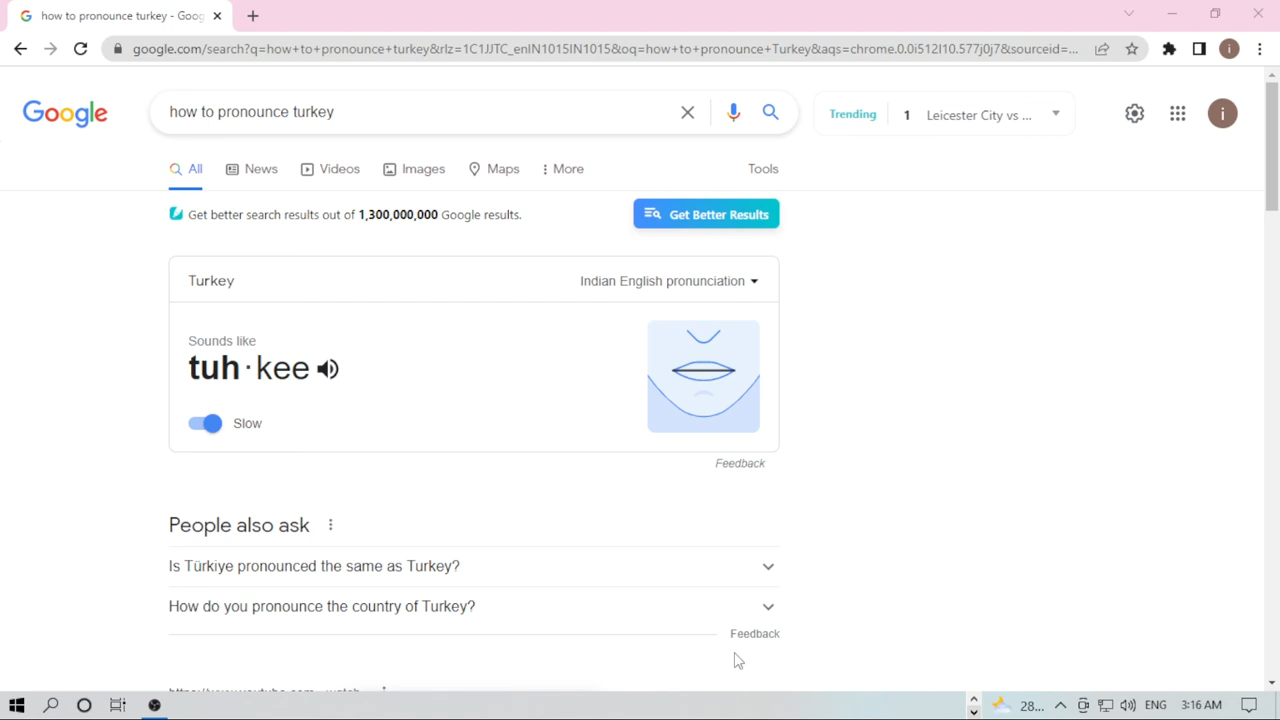 how to pronounce turkey - Goog
google.com/search?q=how+to+pronounce+turkey&rlz=1C1JJTC_enIN1015IN1015&oq=how+to+pronounce+Turkey&aqs=chrome.0.0i512l10.577j0j7&sourceid=...
i
Google
how to pronounce turkey
Trending 1 Leicester City vs ...
i
All News Videos Images Maps More Tools
Get better search results out of 1,300,000,000 Google results.
Get Better Results
Turkey Indian English pronunciation
Sounds like
tuh · kee
Slow
Feedback
People also ask
Is Türkiye pronounced the same as Turkey?
How do you pronounce the country of Turkey?
Feedback
28... ENG 3:16 AM